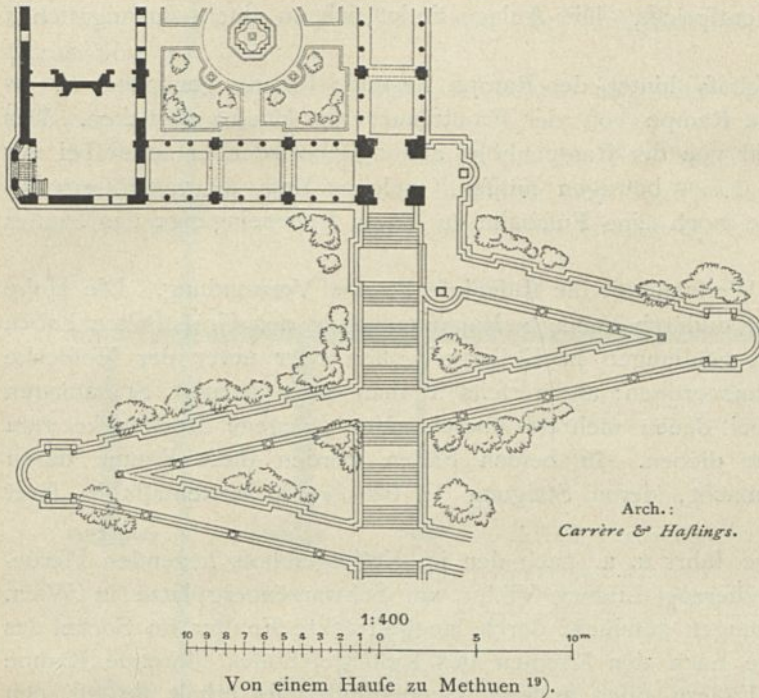 Arch.:
Carrère & Haſtings.
1:400
10 9 8 7 6 5 4 3 2 1 0 5 10m
Von einem Hauſe zu Methuen ¹⁹).